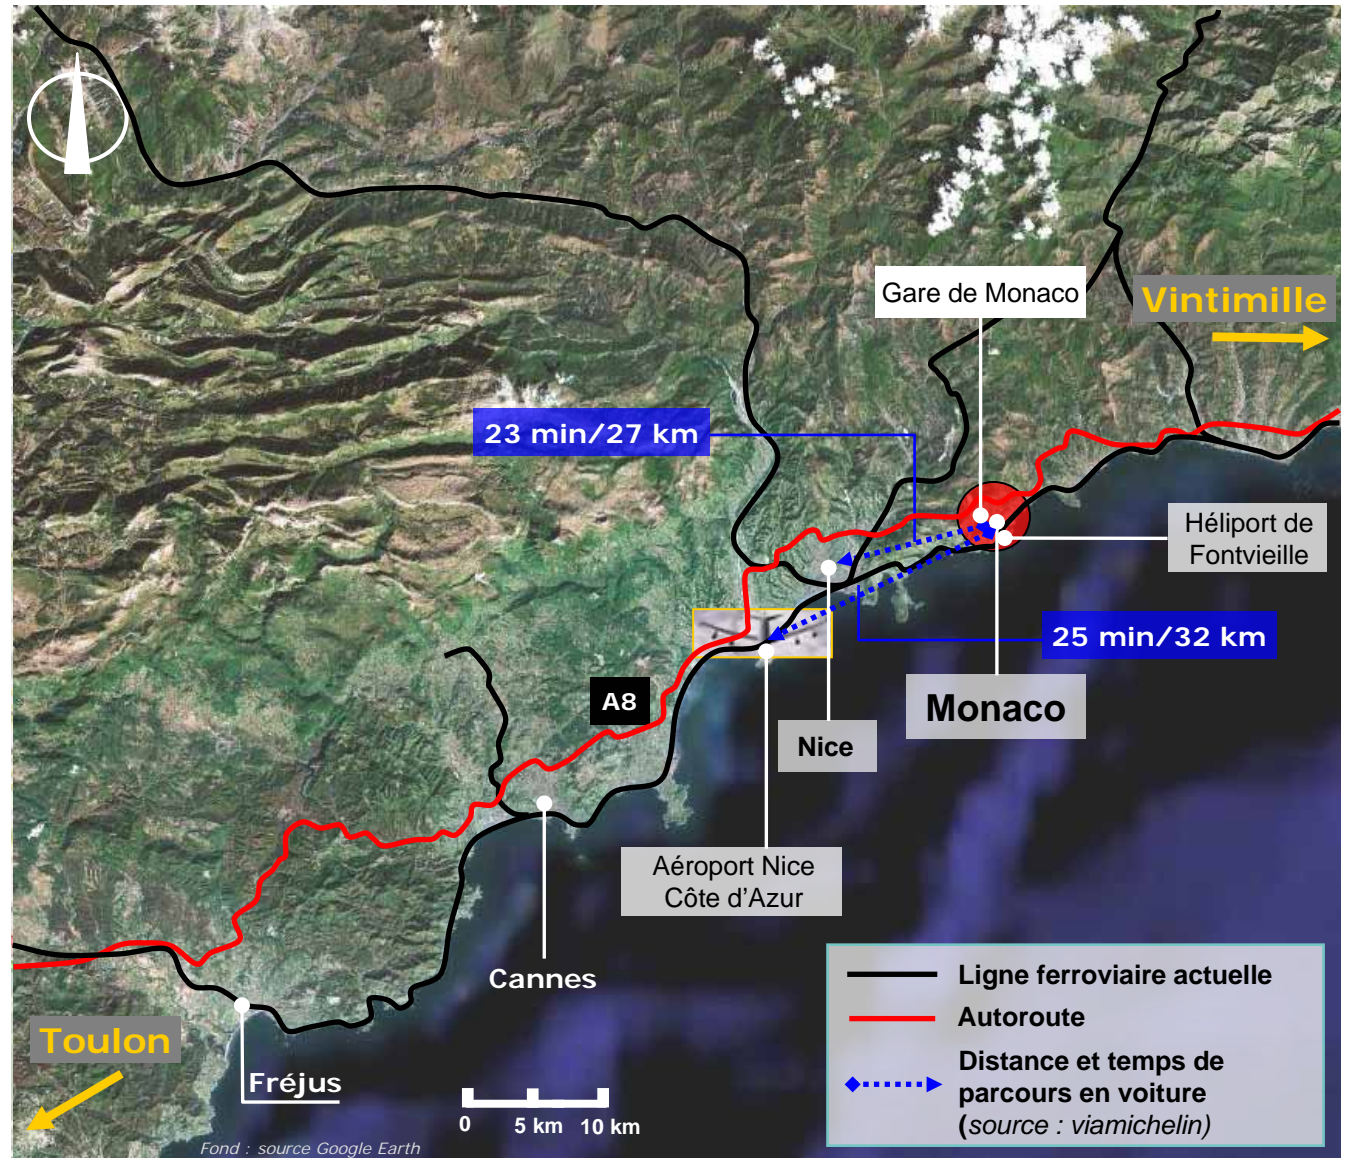 Gare de Monaco
Vintimille
23 min/27 km
Héliport de
Fontvieille
25 min/32 km
A8
Monaco
Nice
Aéroport Nice
Côte d'Azur
Cannes
Ligne ferroviaire actuelle
Autoroute
Distance et temps de
parcours en voiture
(source : viamichelin)
Toulon
Fréjus
0 5 km 10 km
Fond : source Google Earth